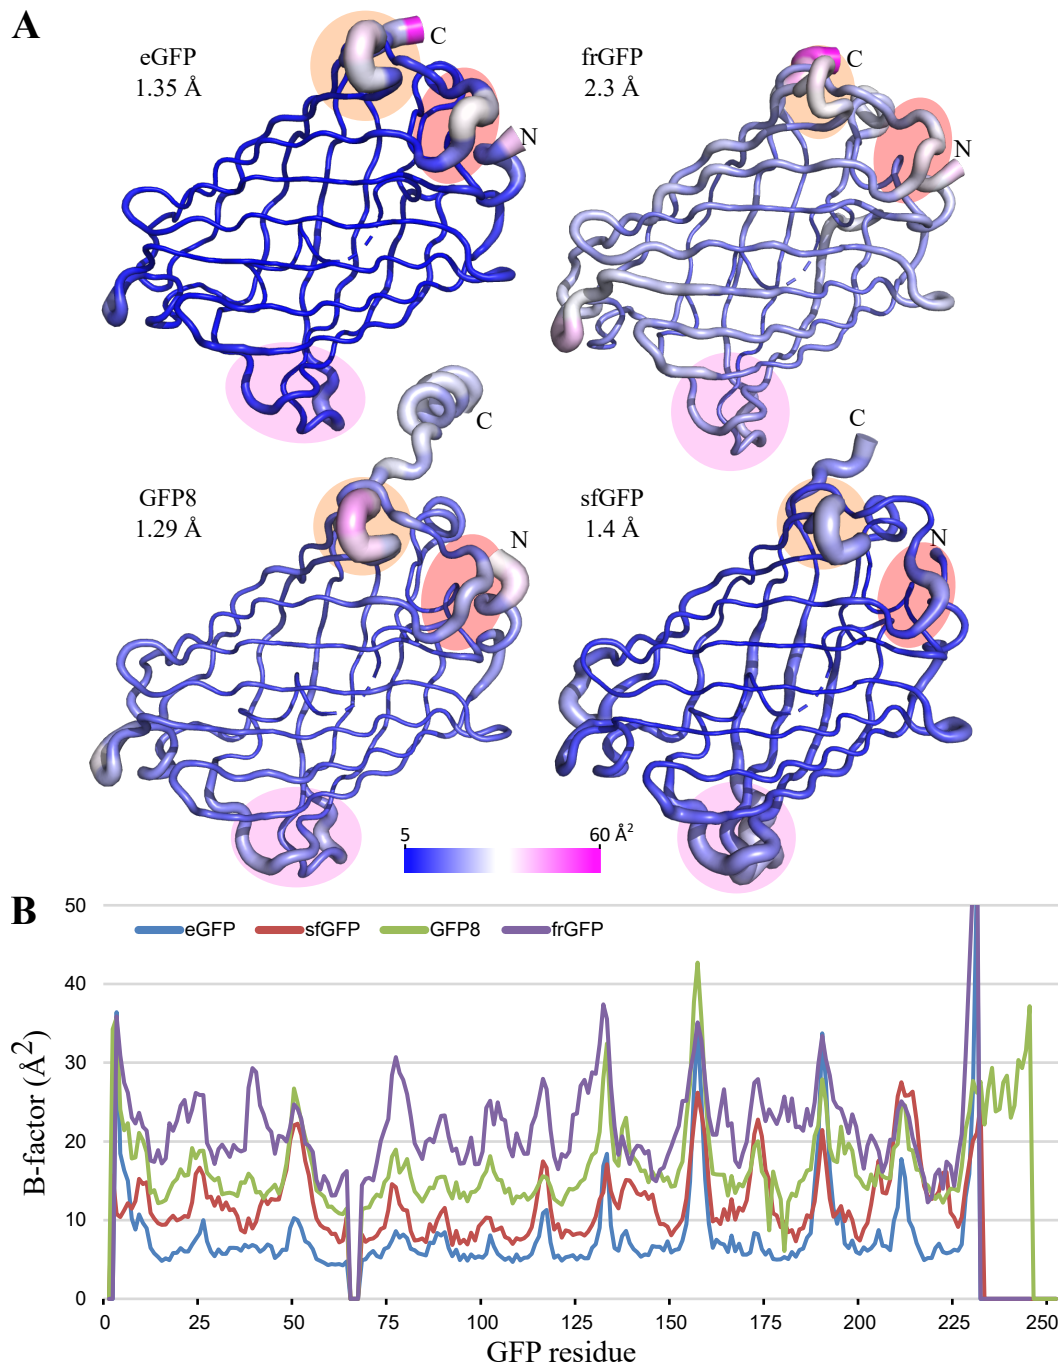 A
eGFP
1.35 Å
C
N
frGFP
2.3 Å
C
N
GFP8
1.29 Å
C
N
sfGFP
1.4 Å
C
N
5 60 Å²
B
eGFP sfGFP GFP8 frGFP
50
40
30
20
10
0
B-factor (Å²)
0 25 50 75 100 125 150 175 200 225 250
GFP residue